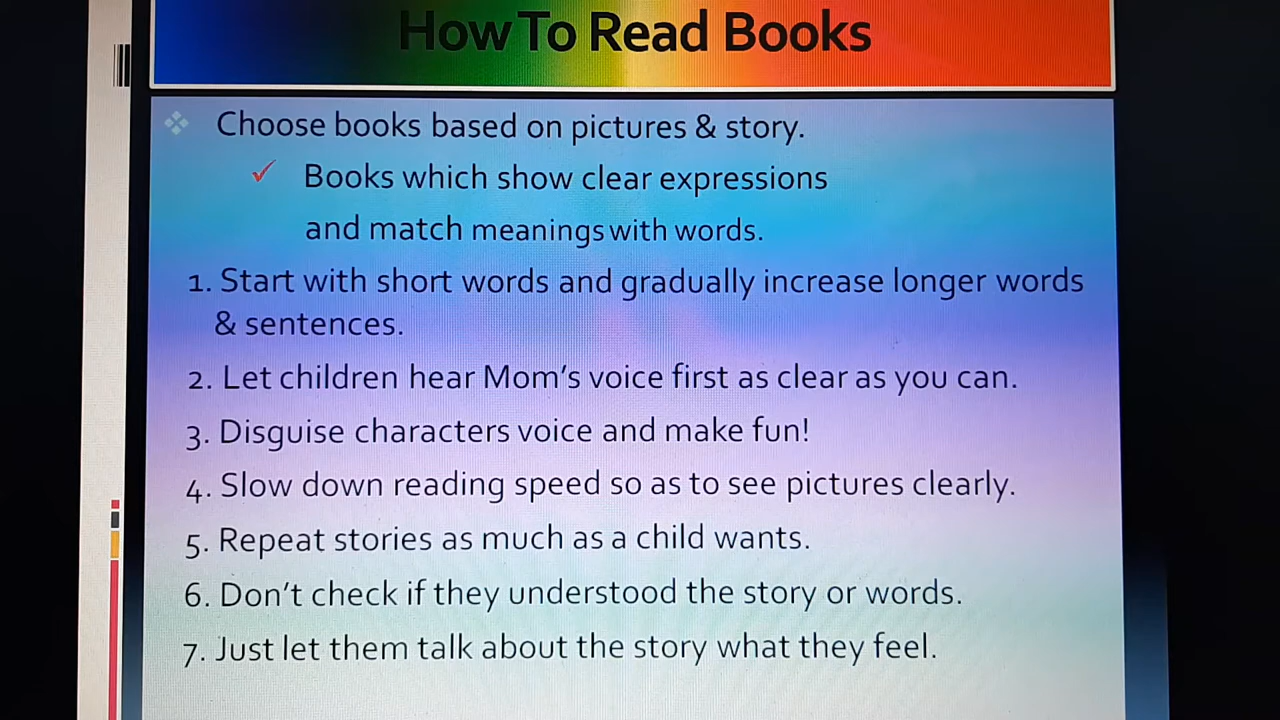 How To Read Books
Choose books based on pictures & story.
Books which show clear expressions
and match meanings with words.
1. Start with short words and gradually increase longer words
& sentences.
2. Let children hear Mom's voice first as clear as you can.
3. Disguise characters voice and make fun!
4. Slow down reading speed so as to see pictures clearly.
5. Repeat stories as much as a child wants.
6. Don't check if they understood the story or words.
7. Just let them talk about the story what they feel.